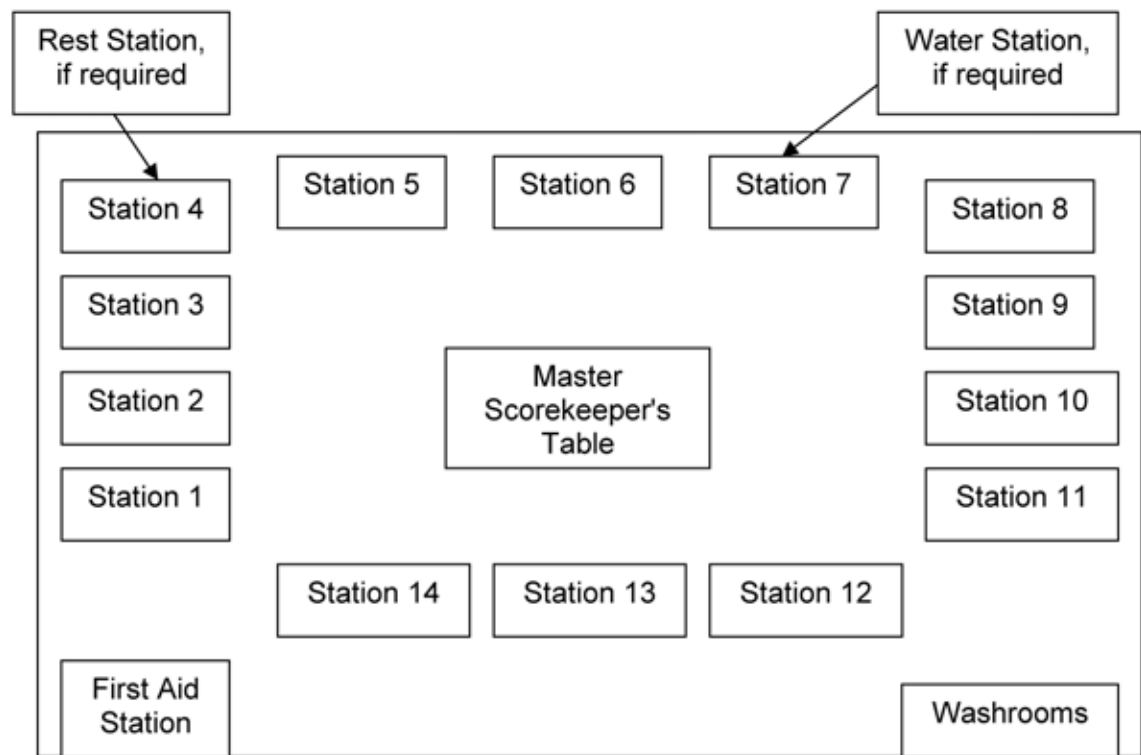 Rest Station,
if required
Water Station,
if required
Station 5
Station 6
Station 7
Station 4
Station 8
Station 3
Station 9
Master
Scorekeeper's
Table
Station 2
Station 10
Station 1
Station 11
Station 14
Station 13
Station 12
First Aid
Station
Washrooms